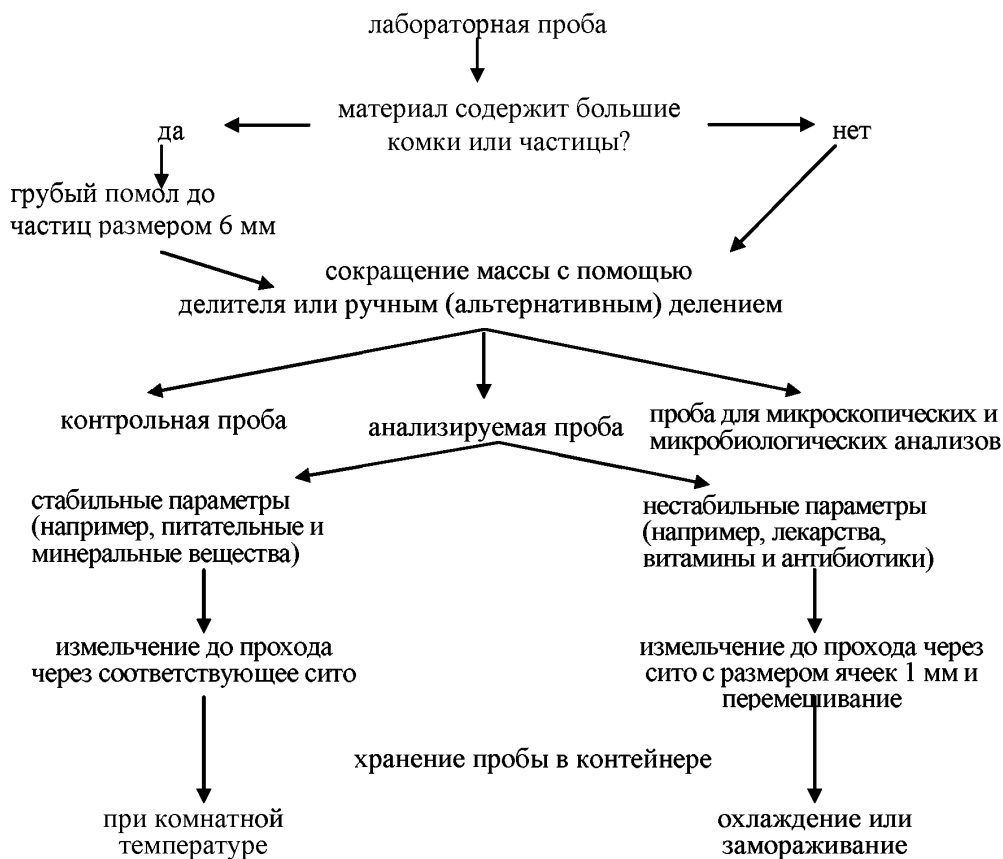 лабораторная проба
материал содержит большие
комки или частицы?
да
нет
грубый помол до
частиц размером 6 мм
сокращение массы с помощью
делителя или ручным (альтернативным) делением
контрольная проба
анализируемая проба
проба для микроскопических и
микробиологических анализов
стабильные параметры
(например, питательные и
минеральные вещества)
нестабильные параметры
(например, лекарства,
витамины и антибиотики)
измельчение до прохода
через соответствующее сито
измельчение до прохода через
сито с размером ячеек 1 мм и
перемешивание
хранение пробы в контейнере
при комнатной
температуре
охлаждение или
замораживание